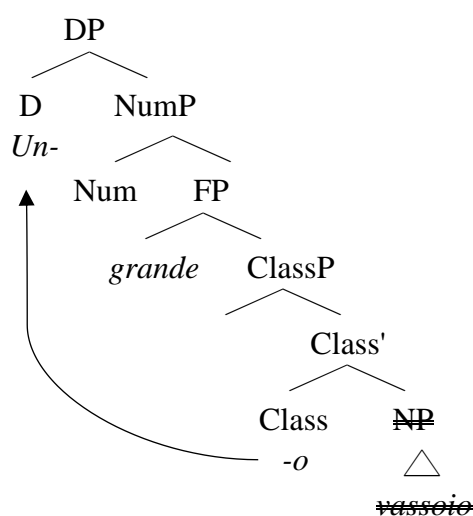 DP
D NumP
Un-
Num FP
grande ClassP
Class'
Class NP
-o
vassoio